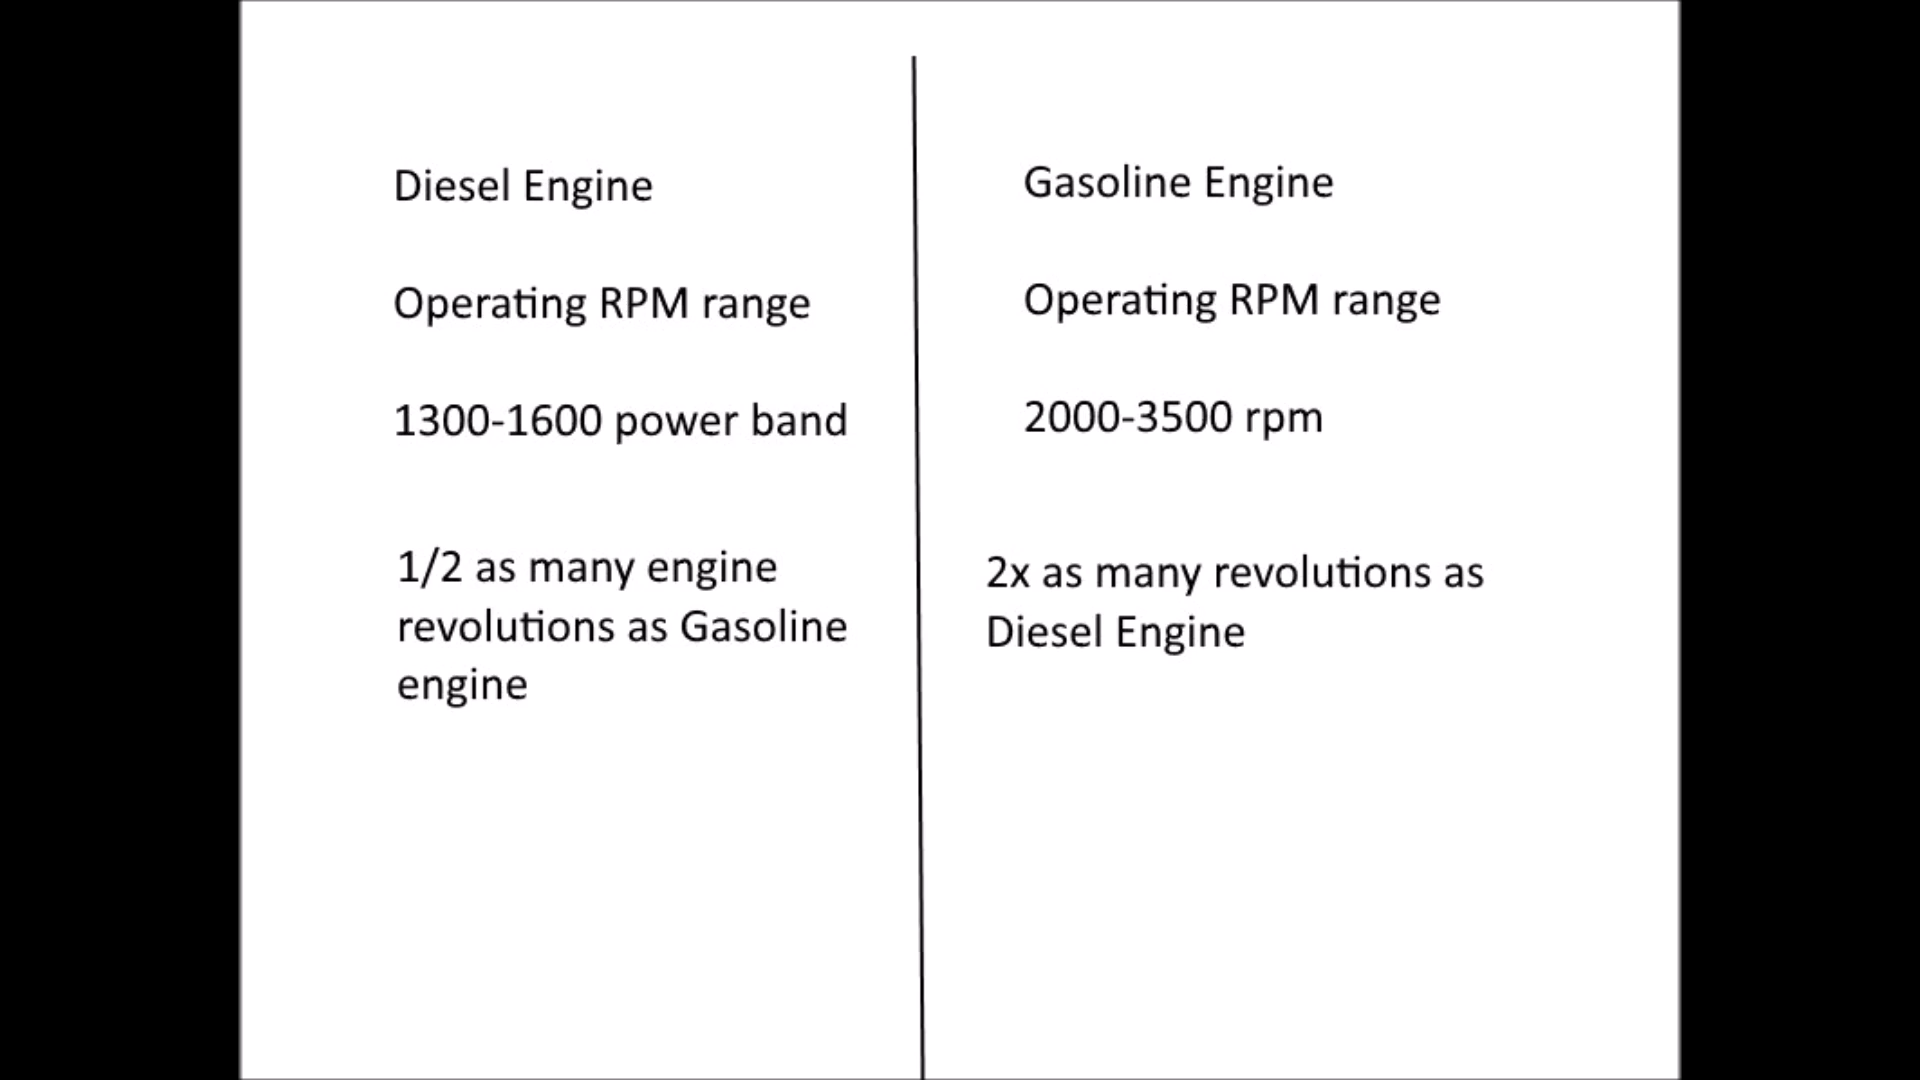 Diesel Engine
Operating RPM range
1300-1600 power band
1/2 as many engine
revolutions as Gasoline
engine
Gasoline Engine
Operating RPM range
2000-3500 rpm
2x as many revolutions as
Diesel Engine